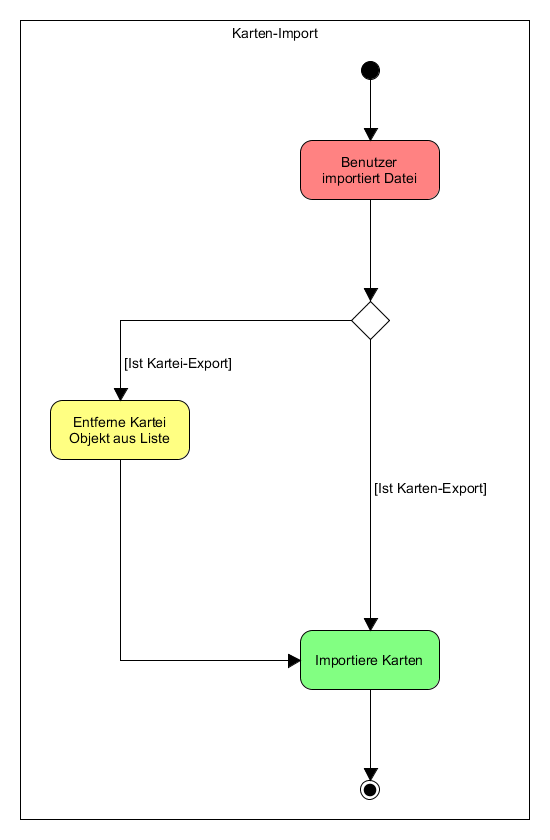 Karten-Import
Benutzer
importiert Datei
[Ist Kartei-Export]
Entferne Kartei
Objekt aus Liste
[Ist Karten-Export]
Importiere Karten